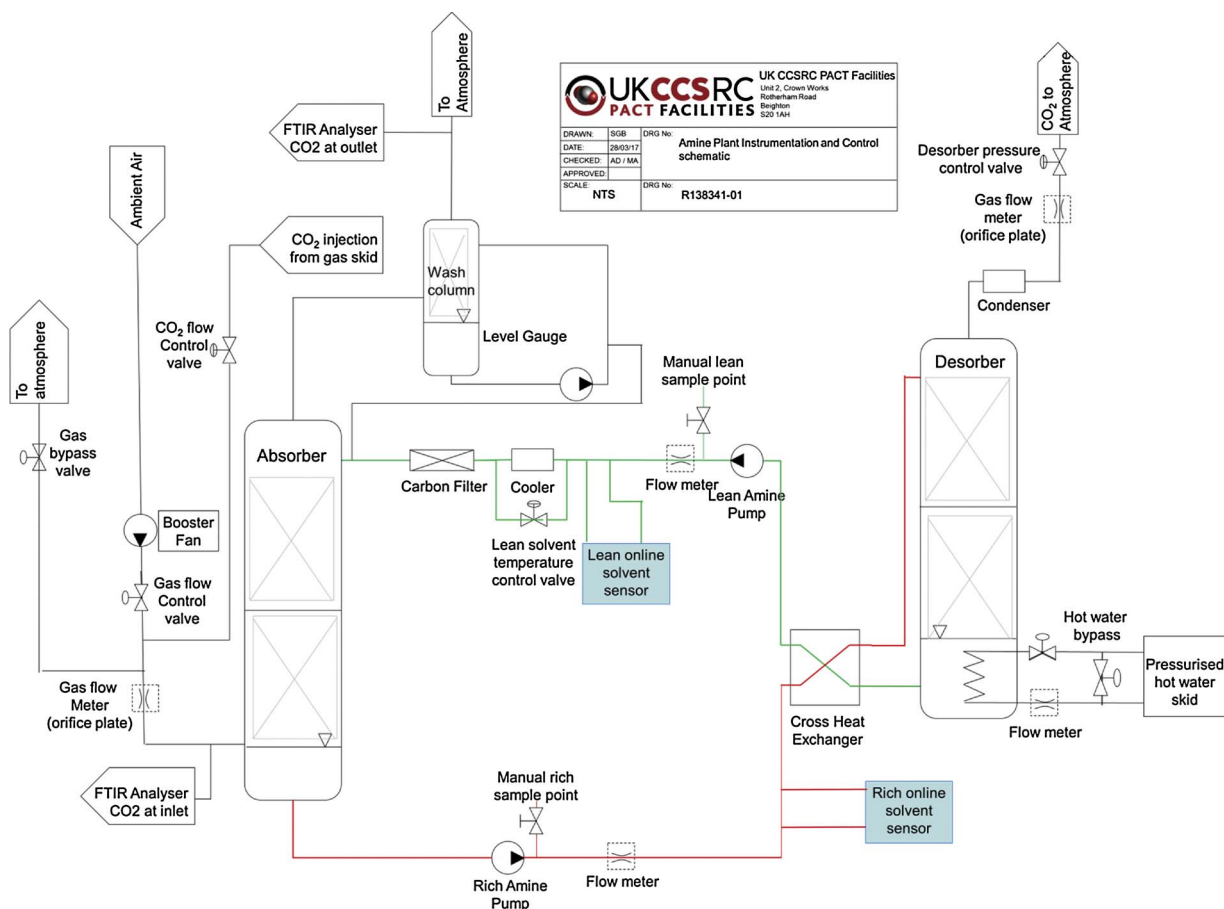 To
Atmosphere
FTIR Analyser
CO2 at outlet
Ambient Air
CO₂ injection
from gas skid
To
atmosphere
CO₂ flow
Control
valve
Gas
bypass
valve
Booster
Fan
Gas flow
Control
valve
Gas flow
Meter
(orifice plate)
FTIR Analyser
CO2 at inlet
Wash
column
Level Gauge
Absorber
Carbon Filter
Cooler
Lean solvent
temperature
control valve
Lean online
solvent
sensor
Manual lean
sample point
Flow meter
Lean Amine
Pump
UKCCSRC
PACT FACILITIES
UK CCSRC PACT Facilities
Unit 2, Crown Works
Rotherham Road
Beighton
S20 1AH
DRAWN: SGB
DATE: 28/03/17
CHECKED: AD / MA
APPROVED:
DRG No: Amine Plant Instrumentation and Control
schematic
SCALE: NTS
DRG No: R138341-01
CO₂ to
Atmosphere
Desorber pressure
control valve
Gas flow
meter
(orifice plate)
Condenser
Desorber
Hot water
bypass
Pressurised
hot water
skid
Flow meter
Cross Heat
Exchanger
Manual rich
sample point
Rich Amine
Pump
Flow meter
Rich online
solvent
sensor